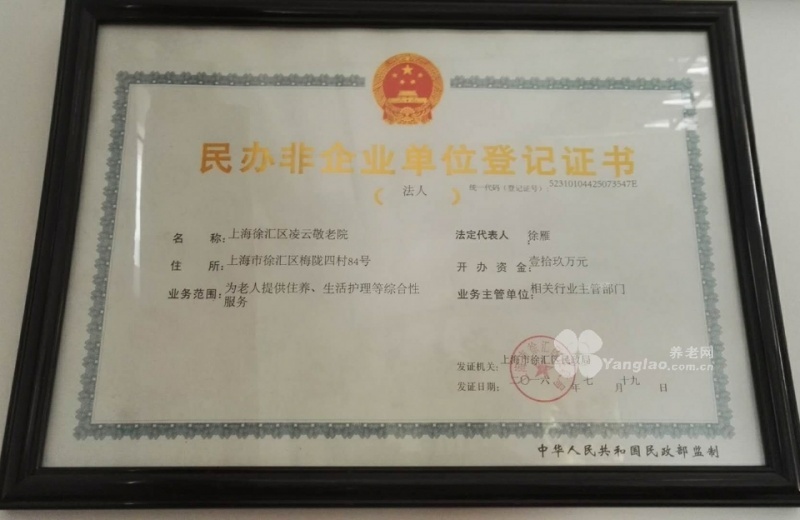 民办非企业单位登记证书
（法人）
统一代码（登记证号）52310104425073547E
名 称：上海徐汇区凌云敬老院
法定代表人：徐雁
住 所：上海市徐汇区梅陇四村84号
开办资金：壹拾玖万元
业务范围：为老人提供住养、生活护理等综合性
服务
业务主管单位：相关行业主管部门
发证机关：上海市徐汇区民政局
发证日期：二〇一六年七月十九日
养老网
Yanglao.com.cn
中华人民共和国民政部监制